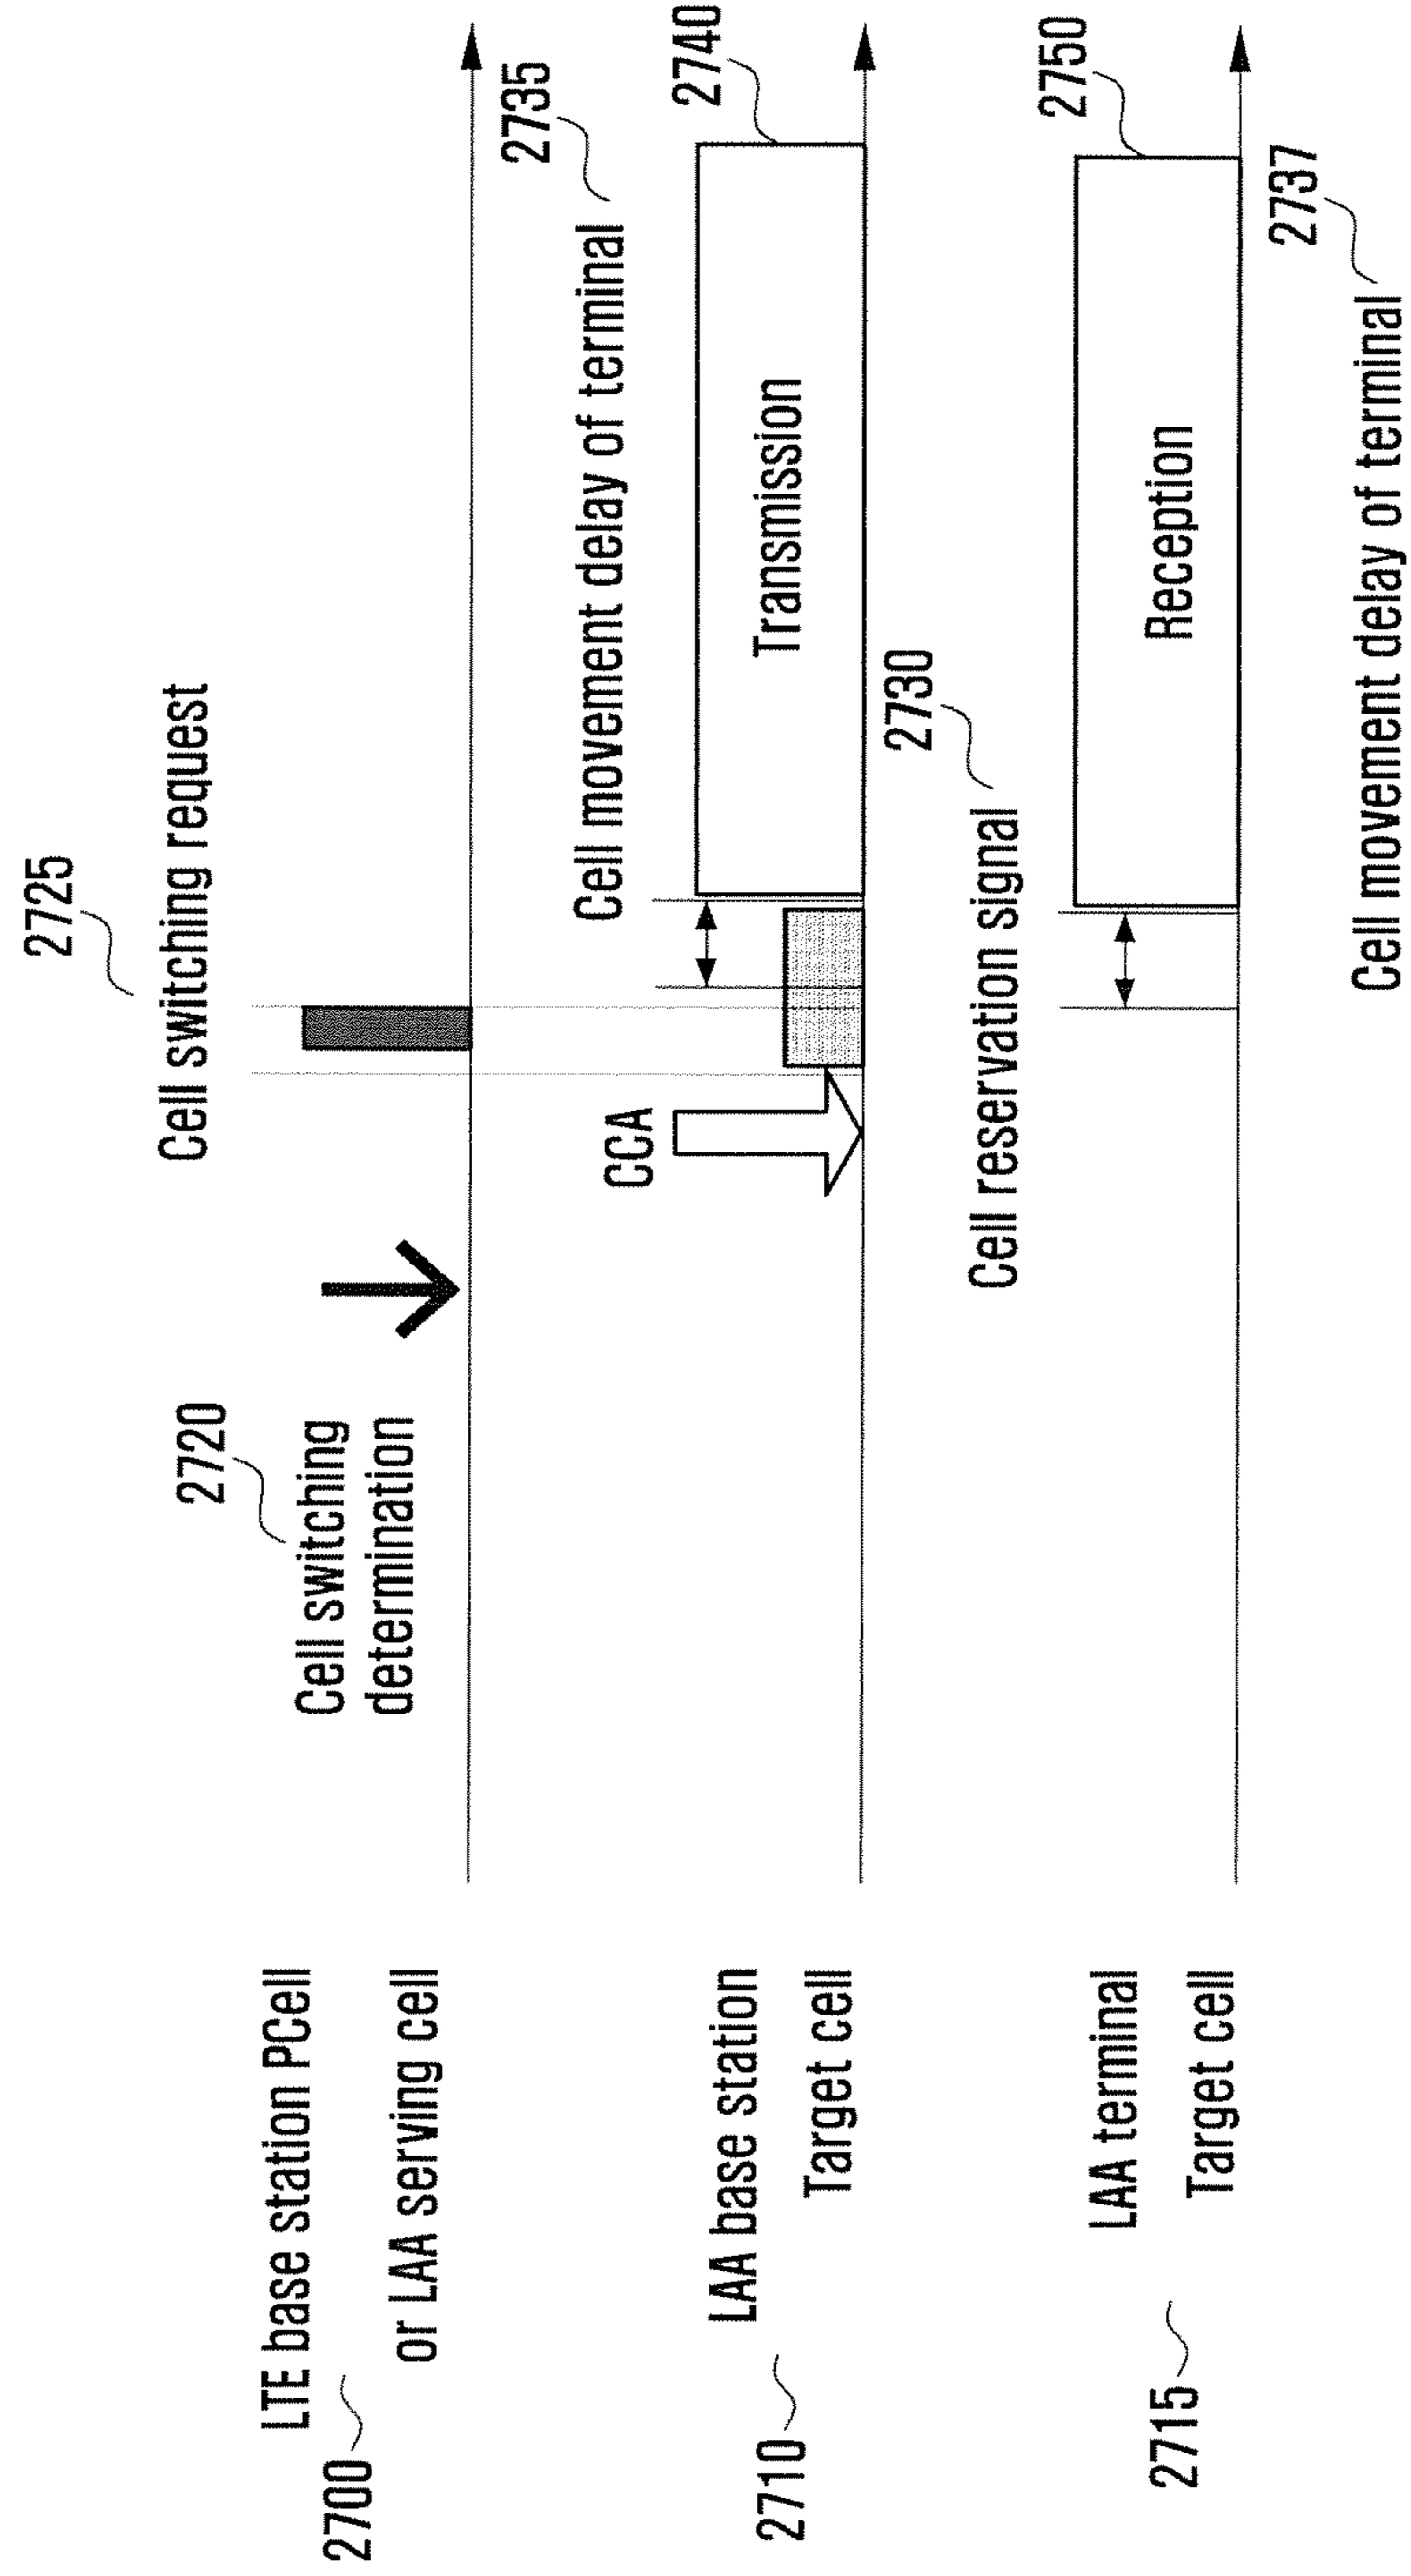 2725
Cell switching request
2720
Cell switching
determination
LTE base station PCell
or LAA serving cell
2700
2735
Cell movement delay of terminal
2740
CCA
Transmission
LAA base station
Target cell
2710
2730
Cell reservation signal
2750
Reception
LAA terminal
Target cell
2715
2737
Cell movement delay of terminal